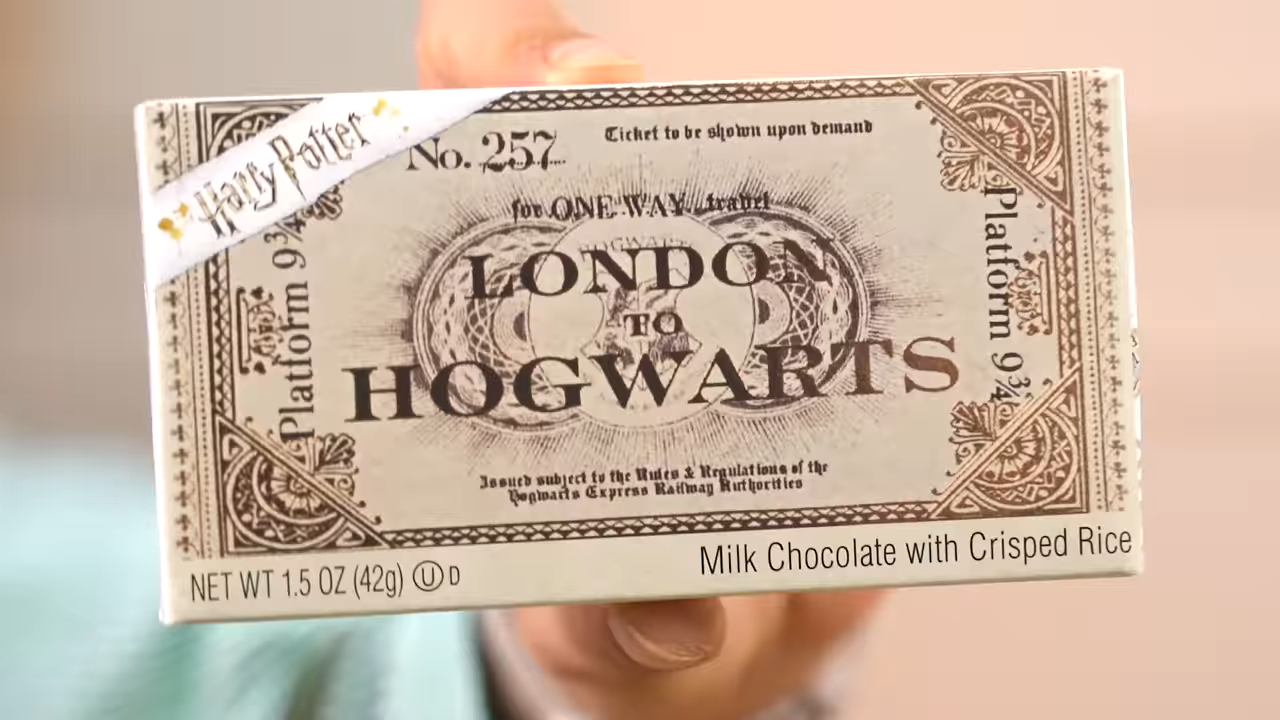 Harry Potter
No. 257
Ticket to be shown upon demand
for ONE WAY travel
HOGWARTS
LONDON
TO
HOGWARTS
Platform 9¾
Platform 9¾
Issued subject to the Rules & Regulations of the
Hogwarts Express Railway Authorities
NET WT 1.5 OZ (42g) U D
Milk Chocolate with Crisped Rice